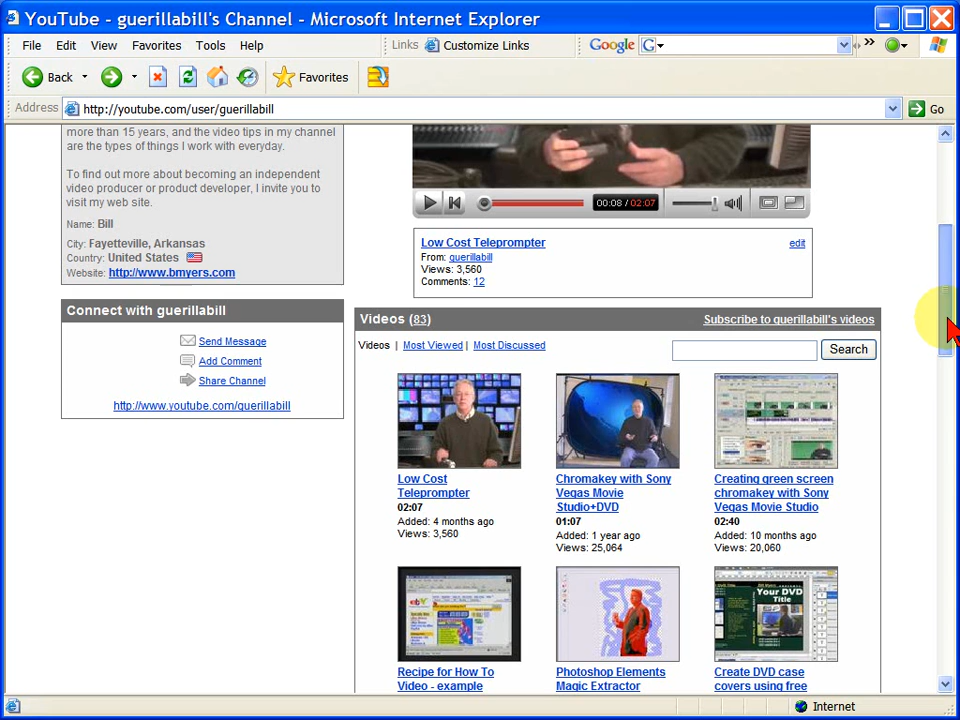 YouTube - guerillabill's Channel - Microsoft Internet Explorer
File Edit View Favorites Tools Help
Links Customize Links
Google G
Back Favorites
Address http://youtube.com/user/guerillabill Go
more than 15 years, and the video tips in my channel
are the types of things I work with everyday.
To find out more about becoming an independent
video producer or product developer, I invite you to
visit my web site.
Name: Bill
City: Fayetteville, Arkansas
Country: United States
Website: http://www.bmyers.com
Connect with guerillabill
Send Message
Add Comment
Share Channel
http://www.youtube.com/guerillabill
00:08 / 02:07
Low Cost Teleprompter edit
From: guerillabill
Views: 3,560
Comments: 12
Videos (83) Subscribe to guerillabill's videos
Videos | Most Viewed | Most Discussed Search
Low Cost
Teleprompter
02:07
Added: 4 months ago
Views: 3,560
Chromakey with Sony
Vegas Movie
Studio+DVD
01:07
Added: 1 year ago
Views: 25,064
Creating green screen
chromakey with Sony
Vegas Movie Studio
02:40
Added: 10 months ago
Views: 20,060
Your DVD
Title
Recipe for How To
Video - example
Photoshop Elements
Magic Extractor
Create DVD case
covers using free
Internet